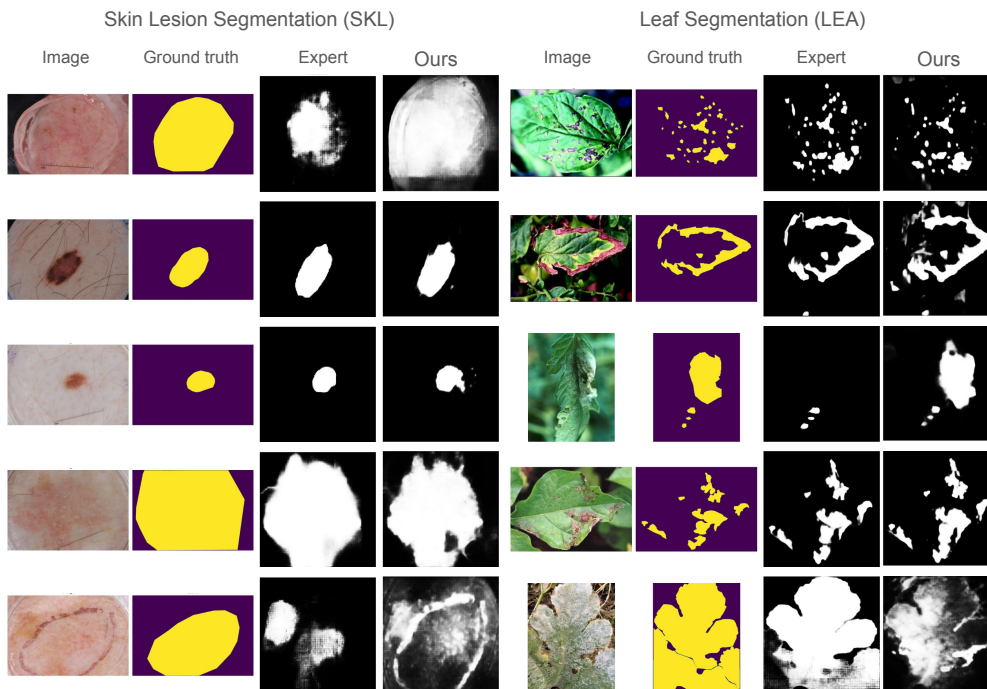 Skin Lesion Segmentation (SKL)
Leaf Segmentation (LEA)
Image Ground truth Expert Ours
Image Ground truth Expert Ours